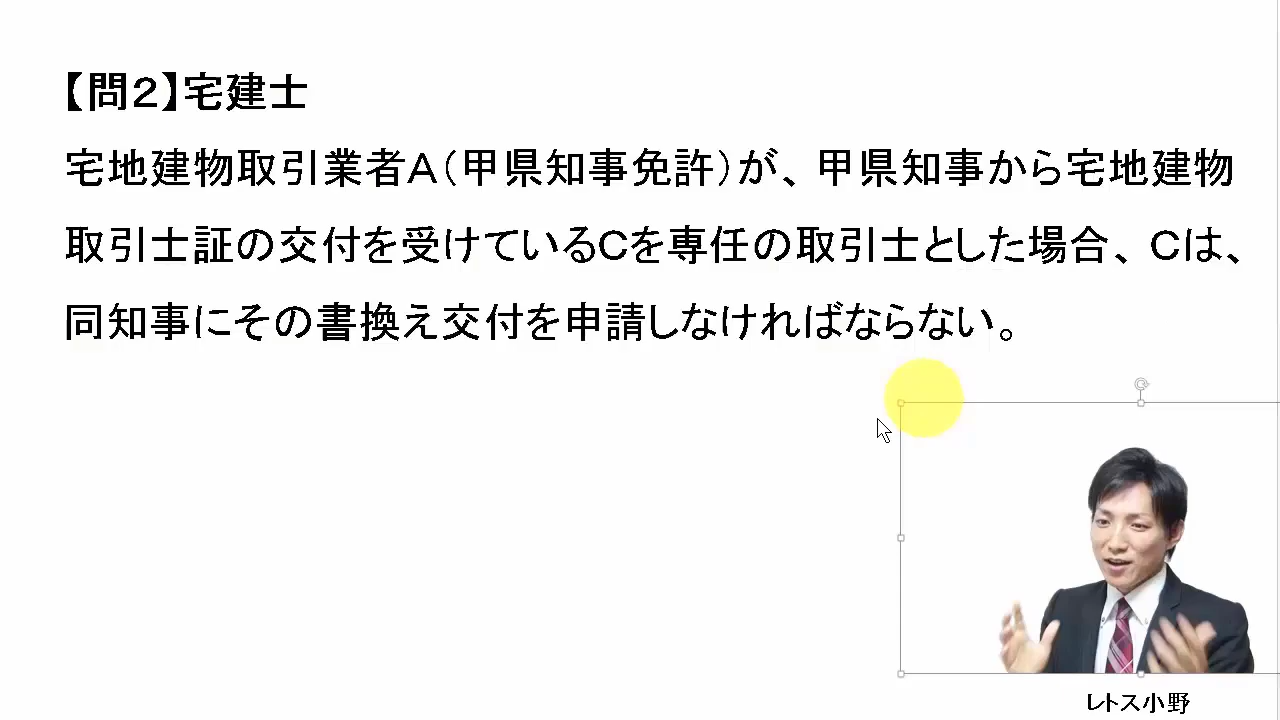 【問２】宅建士
宅地建物取引業者Ａ（甲県知事免許）が、甲県知事から宅地建物
取引士証の交付を受けているＣを専任の取引士とした場合、Ｃは、
同知事にその書換え交付を申請しなければならない。
レトス小野